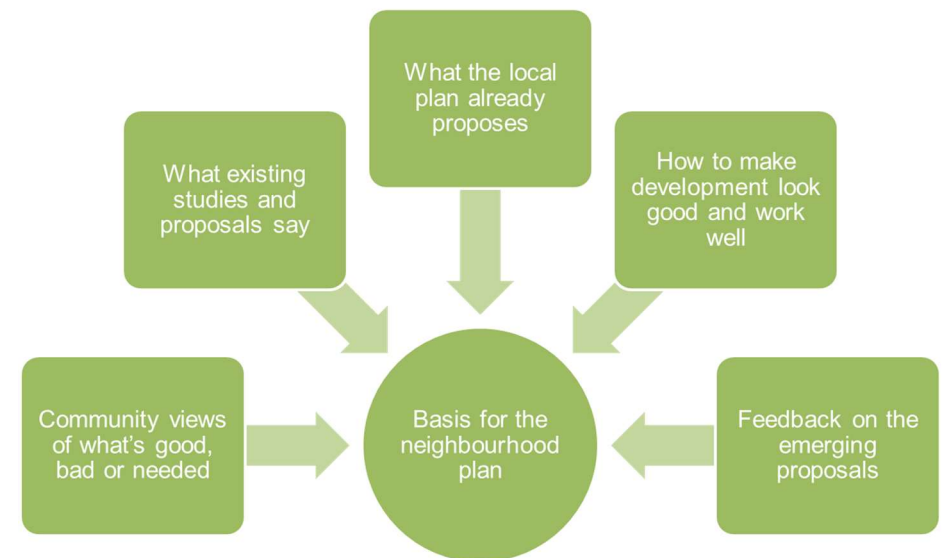 What the local
plan already
proposes
What existing
studies and
proposals say
How to make
development look
good and work
well
Community views
of what’s good,
bad or needed
Basis for the
neighbourhood
plan
Feedback on the
emerging
proposals